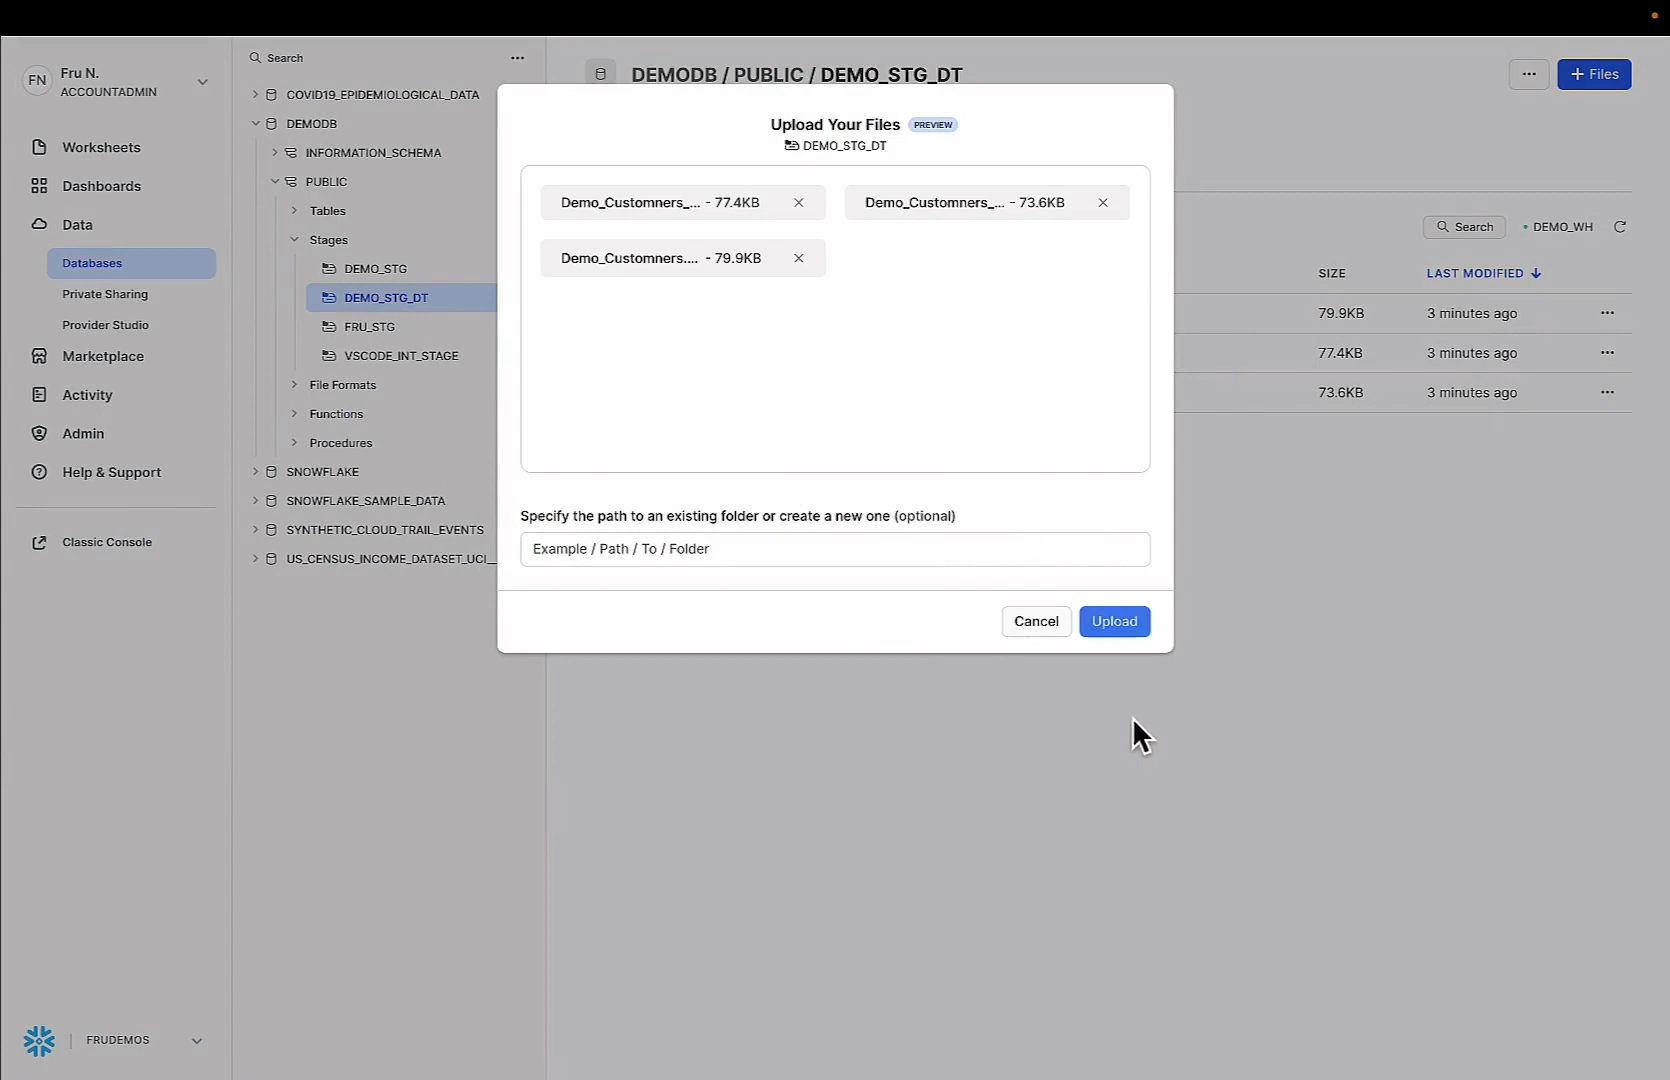 FN
Fru N.
ACCOUNTADMIN
Worksheets
Dashboards
Data
Databases
Private Sharing
Provider Studio
Marketplace
Activity
Admin
Help & Support
Classic Console
FRUDEMOS
Search
COVID19_EPIDEMIOLOGICAL_DATA
DEMODB
INFORMATION_SCHEMA
PUBLIC
Tables
Stages
DEMO_STG
DEMO_STG_DT
FRU_STG
VSCODE_INT_STAGE
File Formats
Functions
Procedures
SNOWFLAKE
SNOWFLAKE_SAMPLE_DATA
SYNTHETIC_CLOUD_TRAIL_EVENTS
US_CENSUS_INCOME_DATASET_UCI__
DEMODB / PUBLIC / DEMO_STG_DT
... + Files
Upload Your Files PREVIEW
DEMO_STG_DT
Demo_Customners_... - 77.4KB
Demo_Customners_... - 73.6KB
Demo_Customners.... - 79.9KB
Specify the path to an existing folder or create a new one (optional)
Example / Path / To / Folder
Cancel Upload
Search • DEMO_WH
SIZE LAST MODIFIED
79.9KB 3 minutes ago ...
77.4KB 3 minutes ago ...
73.6KB 3 minutes ago ...